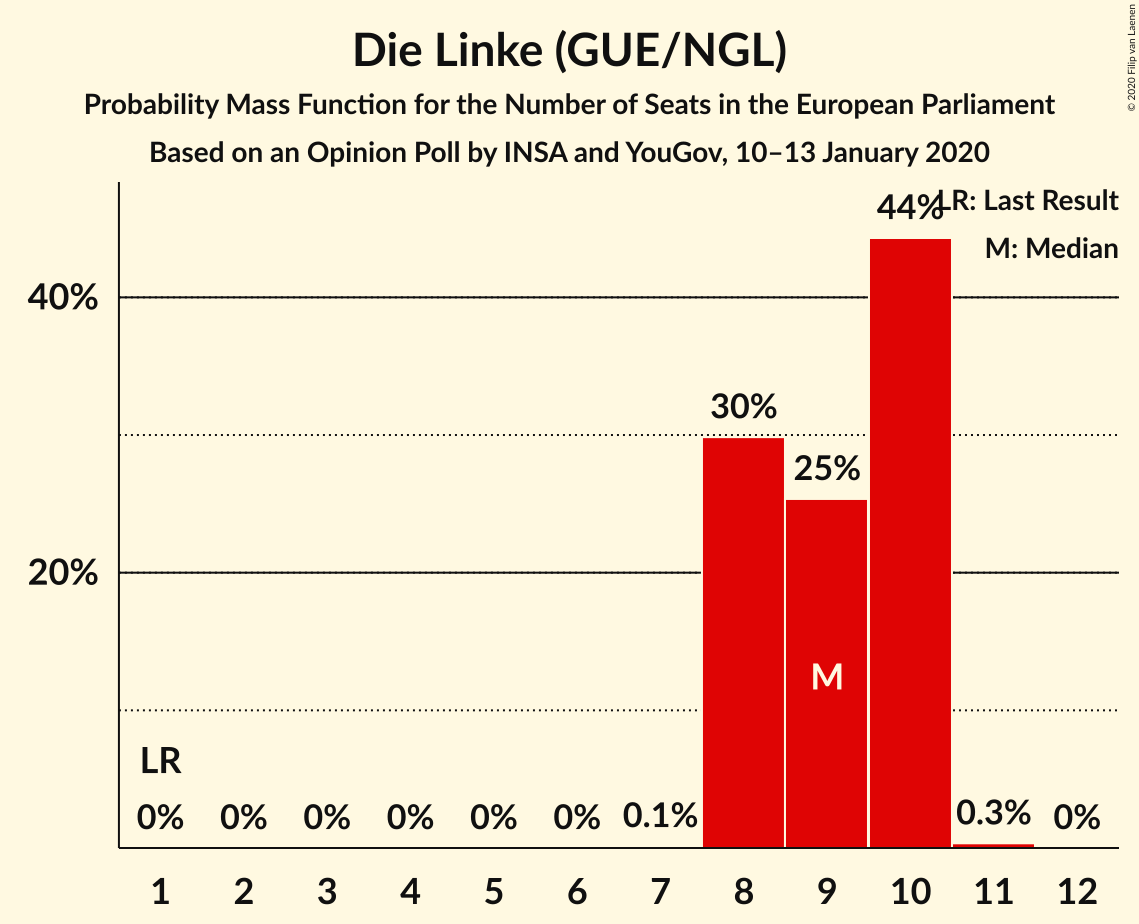 © 2020 Filip van Laenen
Die Linke (GUE/NGL)
Probability Mass Function for the Number of Seats in the European Parliament
Based on an Opinion Poll by INSA and YouGov, 10–13 January 2020
LR: Last Result
M: Median
44%
40%
30%
25%
20%
M
LR
0% 0% 0% 0% 0% 0% 0.1% 0.3% 0%
1 2 3 4 5 6 7 8 9 10 11 12